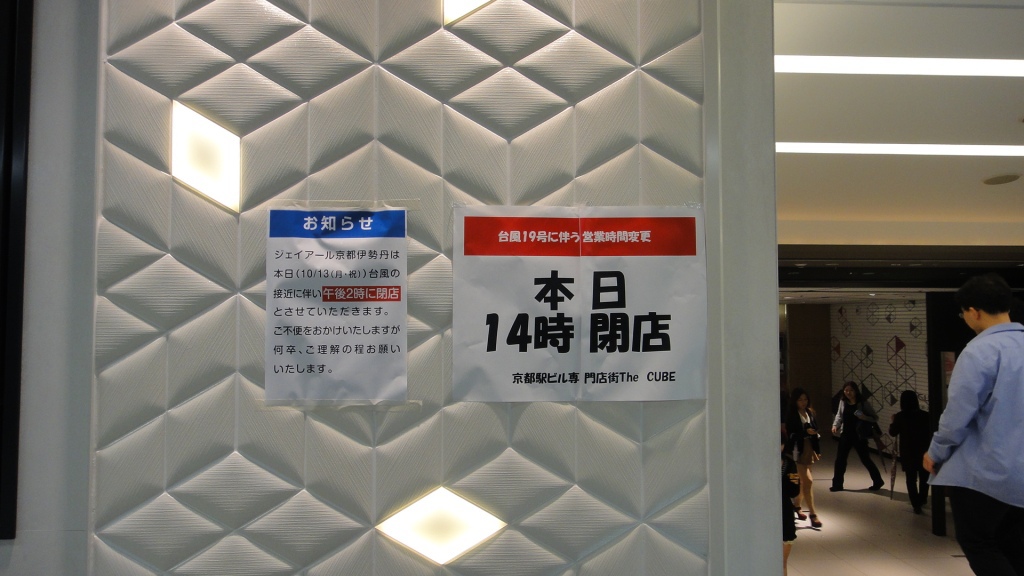 お知らせ
ジェイアール京都伊勢丹は
本日(10/13(月・祝))台風の
接近に伴い午後2時に閉店
とさせていただきます。
ご不便をおかけいたしますが
何卒、ご理解の程お願い
いたします。
台風19号に伴う営業時間変更
本日
14時閉店
京都駅ビル専門店街The CUBE